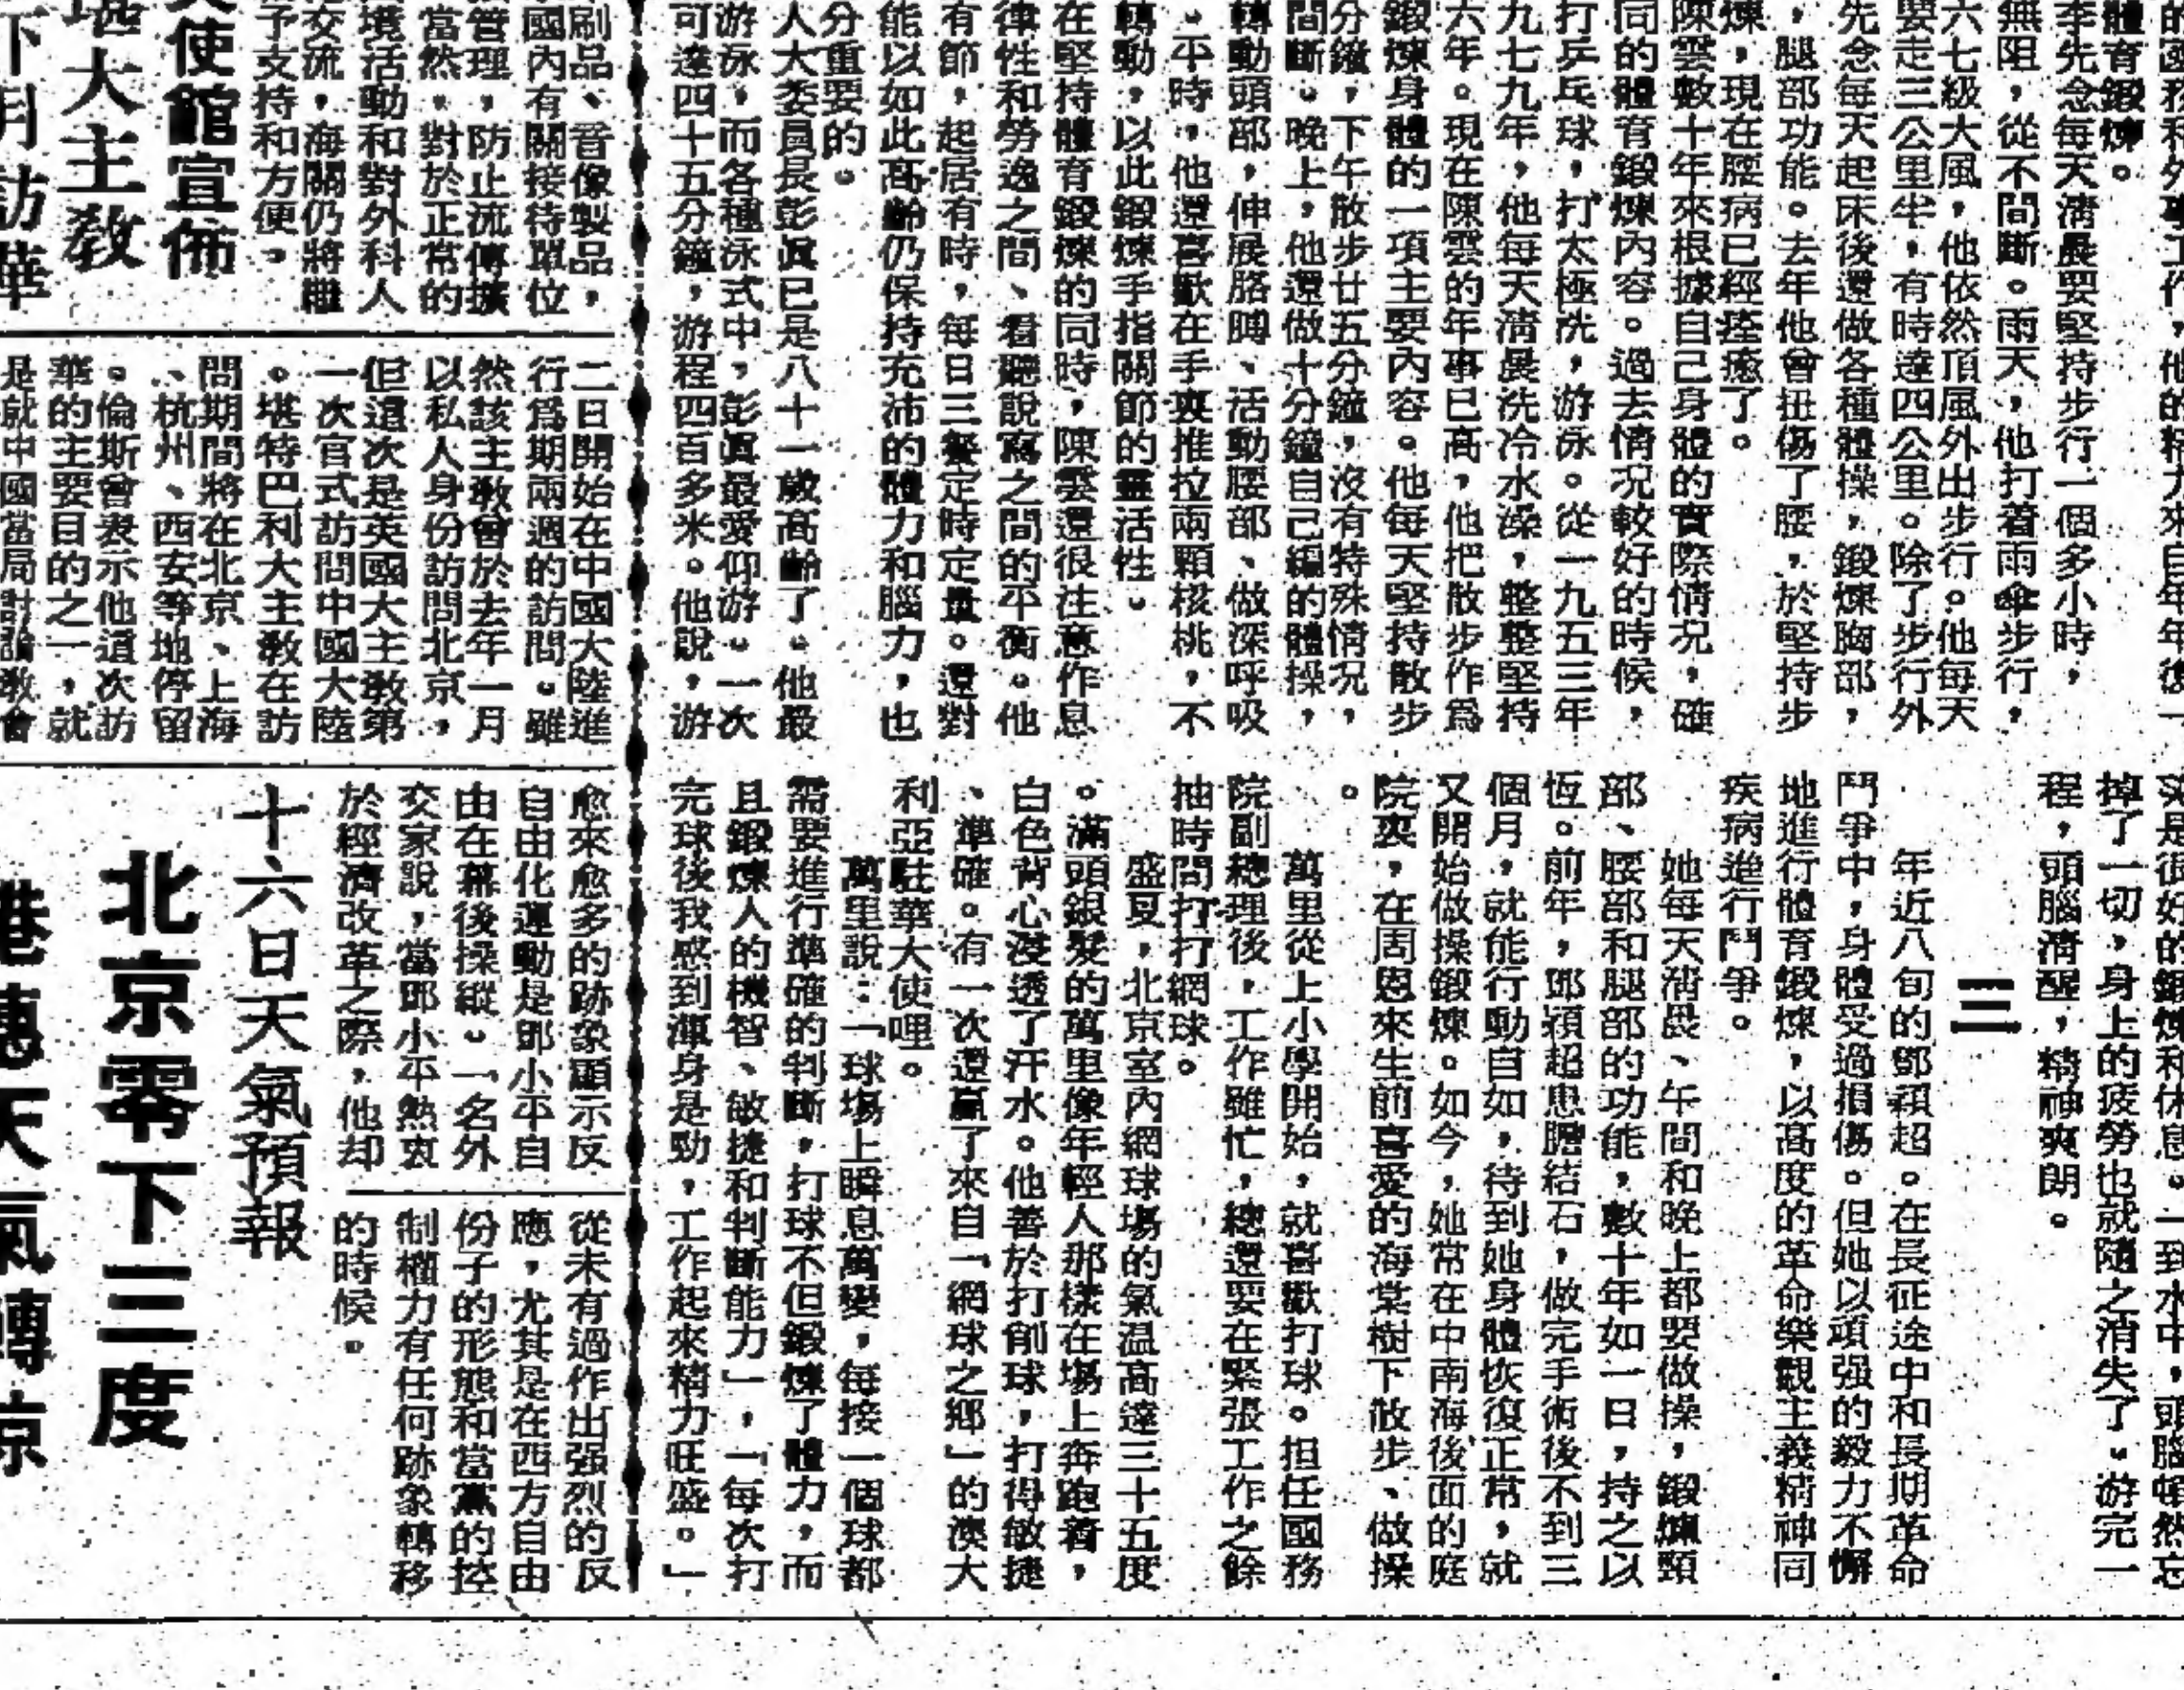 體育鍛煉。
李先念每天清晨要堅持步行一個多小時,
無阻,從不間斷。雨天,他打着雨傘步行,
六七級大風,他依然頂風外出步行。他每天
要走三公里半,有時達四公里。除了步行外
先念每天起床後還做各種體操,鍛煉胸部,
,腿部功能。去年他曾扭傷了腰,於堅持步
煉,現在腰病已經痊癒了。
陳雲數十年來根據自己身體的實際情況,確
同的體育鍛煉內容。過去情況較好的時候,
打乒乓球,打太極拳,游泳。從一九五三年
九七九年,他每天清晨洗冷水澡,整整堅持
六年。現在陳雲的年事已高,他把散步作爲
鍛煉身體的一項主要內容。他每天堅持散步
分鐘,下午散步廿五分鐘,沒有特殊情況,
間斷。晚上,他還做十分鐘自己編的體操,
轉動頭部,伸展胳膊、活動腰部、做深呼吸
。平時,他還喜歡在手裏推拉兩顆核桃,不
轉動,以此鍛煉手指關節的靈活性。
在堅持體育鍛煉的同時,陳雲還很注意作息
律性和勞逸之間、看聽說寫之間的平衡。他
有節,起居有時,每日三餐定時定量。還對
能以如此高齡仍保持充沛的體力和腦力,也
分重要的。
人大委員長彭眞已是八十一歲高齡了。他最
游泳,而各種泳式中,彭眞最愛仰游。一次
可達四十五分鐘,游程四百多米。他說,游
掉了一切,身上的疲勞也就隨之消失了。游完一
程,頭腦清醒,精神爽朗。
三
年近八旬的鄧穎超。在長征途中和長期革命
鬥爭中,身體受過損傷。但她以頑强的毅力不懈
地進行體育鍛煉,以高度的革命樂觀主義精神同
疾病進行鬥爭。
她每天清晨、午間和晚上都要做操,鍛煉頸
部、腰部和腿部的功能,數十年如一日,持之以
恆。前年,鄧穎超患膽結石,做完手術後不到三
個月,就能行動自如,待到她身體恢復正常,就
又開始做操鍛煉。如今,她常在中南海後面的庭
院裏,在周恩來生前喜愛的海棠樹下散步、做操
。
萬里從上小學開始,就喜歡打球。担任國務
院副總理後,工作雖忙,總還要在緊張工作之餘
抽時間打打網球。
盛夏,北京室內網球場的氣温高達三十五度
。滿頭銀髮的萬里像年輕人那樣在場上奔跑着,
白色背心浸透了汗水。他善於打削球,打得敏捷
、準確。有一次還贏了來自「網球之鄉」的澳大
利亞駐華大使哩。
萬里說:「球場上瞬息萬變,每接一個球都
需要進行準確的判斷,打球不但鍛煉了體力,而
且鍛煉人的機智、敏捷和判斷能力」,「每次打
完球後我感到渾身是勁,工作起來精力旺盛。」
刷品、音像製品,
國內有關接待單位
管理,防止流傳擴
當然,對於正常的
境活動和對外科人
交流,海關仍將繼
予支持和方便。
使館宣佈
堪大主教
下月訪華
二日開始在中國大陸進
行爲期兩週的訪問。雖
然該主教曾於去年一月
以私人身份訪問北京,
但這次是英國大主教第
一次官式訪問中國大陸
。堪特巴利大主教在訪
問期間將在北京、上海
、杭州、西安等地停留
。倫斯曾表示他這次訪
華的主要目的之一,就
是就中國當局討論教會
愈來愈多的跡象顯示反
自由化運動是鄧小平自
由在幕後操縱。一名外
交家說,當鄧小平熱衷
於經濟改革之際,他却
從未有過作出强烈的反
應,尤其是在西方自由
份子的形態和當黨的控
制權力有任何跡象轉移
的時候。
十六日天氣預報
北京零下三度
港穗天氣轉凉